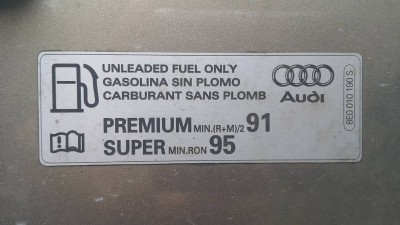 UNLEADED FUEL ONLY
GASOLINA SIN PLOMO
CARBURANT SANS PLOMB
Audi
PREMIUM MIN.(R+M)/2 91
SUPER MIN.RON 95
8E0 010 190 S